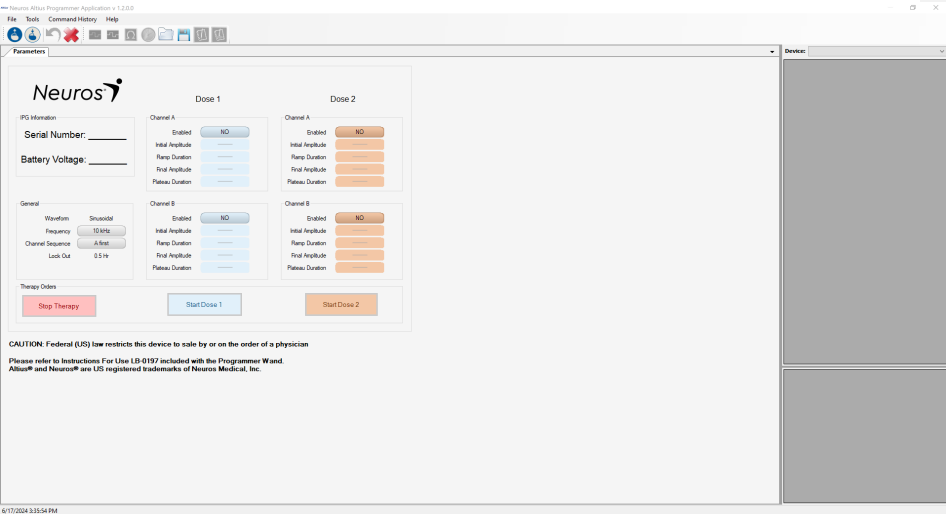 Neuros Altius Programmer Application v 1.2.0.0
File Tools Command History Help
Parameters
Device:
Neuros
Dose 1 Dose 2
IPG Information
Serial Number: _______
Battery Voltage: _______
Channel A
Enabled NO
Initial Amplitude ------
Ramp Duration ------
Final Amplitude ------
Plateau Duration ------
Channel A
Enabled NO
Initial Amplitude ------
Ramp Duration ------
Final Amplitude ------
Plateau Duration ------
General
Waveform Sinusoidal
Frequency 10 kHz
Channel Sequence A first
Lock Out 0.5 Hr
Channel B
Enabled NO
Initial Amplitude ------
Ramp Duration ------
Final Amplitude ------
Plateau Duration ------
Channel B
Enabled NO
Initial Amplitude ------
Ramp Duration ------
Final Amplitude ------
Plateau Duration ------
Therapy Orders
Stop Therapy Start Dose 1 Start Dose 2
CAUTION: Federal (US) law restricts this device to sale by or on the order of a physician
Please refer to Instructions For Use LB-0197 included with the Programmer Wand.
Altius® and Neuros® are US registered trademarks of Neuros Medical, Inc.
6/17/2024 3:35:54 PM